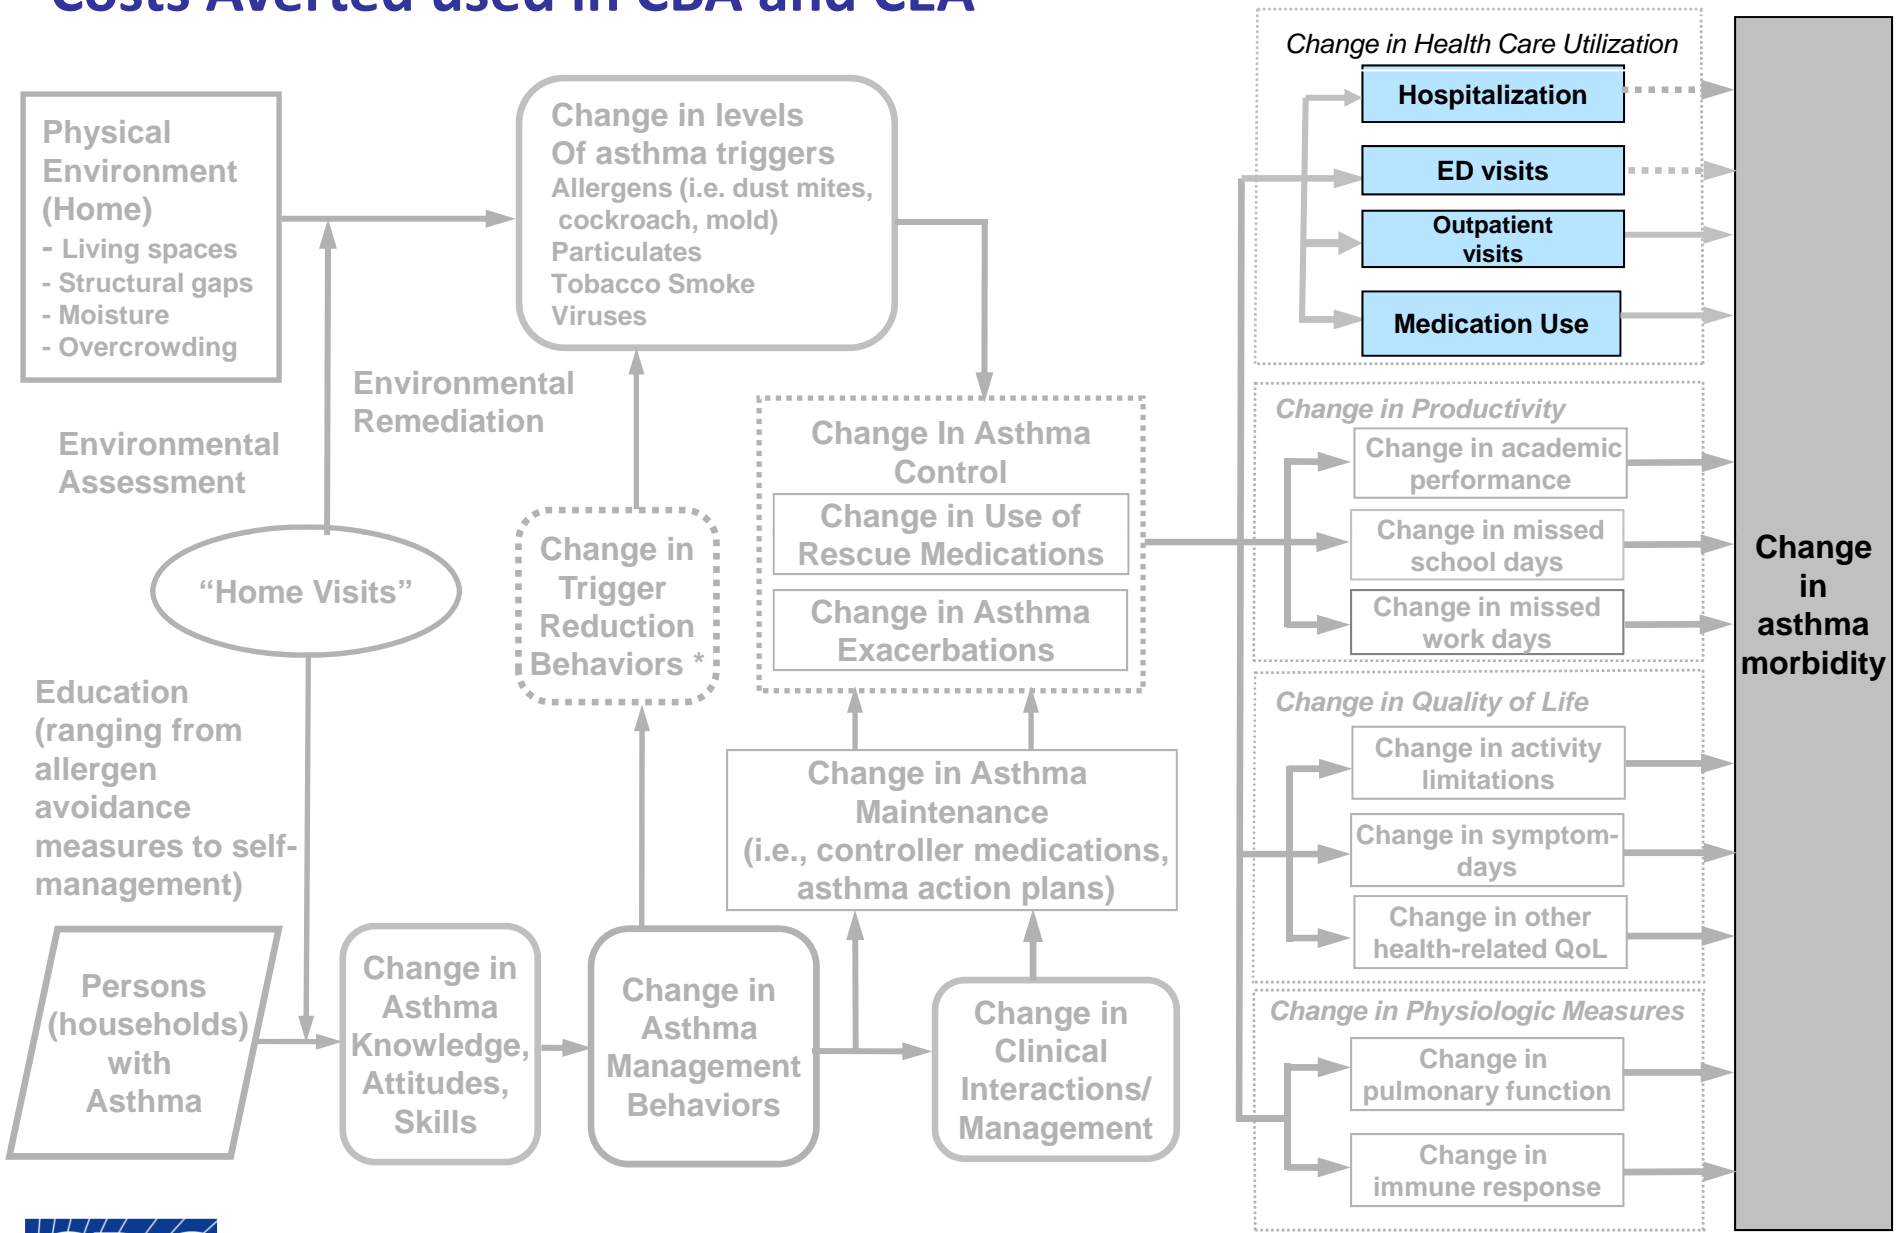 Costs Averted used in CBA and CEA
Physical
Environment
(Home)
- Living spaces
- Structural gaps
- Moisture
- Overcrowding
Change in levels
Of asthma triggers
Allergens (i.e. dust mites,
cockroach, mold)
Particulates
Tobacco Smoke
Viruses
Environmental
Remediation
Environmental
Assessment
“Home Visits”
Education
(ranging from
allergen
avoidance
measures to self-
management)
Persons
(households)
with
Asthma
Change in
Asthma
Knowledge,
Attitudes,
Skills
Change in
Trigger
Reduction
Behaviors *
Change in
Asthma
Management
Behaviors
Change In Asthma
Control
Change in Use of
Rescue Medications
Change in Asthma
Exacerbations
Change in Asthma
Maintenance
(i.e., controller medications,
asthma action plans)
Change in
Clinical
Interactions/
Management
Change in Health Care Utilization
Hospitalization
ED visits
Outpatient
visits
Medication Use
Change in Productivity
Change in academic
performance
Change in missed
school days
Change in missed
work days
Change in Quality of Life
Change in activity
limitations
Change in symptom-
days
Change in other
health-related QoL
Change in Physiologic Measures
Change in
pulmonary function
Change in
immune response
Change
in
asthma
morbidity